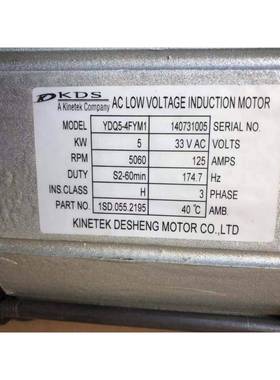 KDS
A Kinetek Company
AC LOW VOLTAGE INDUCTION MOTOR
MODEL YDQ5-4FYM1 140731005 SERIAL NO.
KW 5 33 V AC VOLTS
RPM 5060 125 AMPS
DUTY S2-60min 174.7 Hz
INS.CLASS H 3 PHASE
PART NO. 1SD.055.2195 40℃ AMB.
KINETEK DESHENG MOTOR CO.,LTD